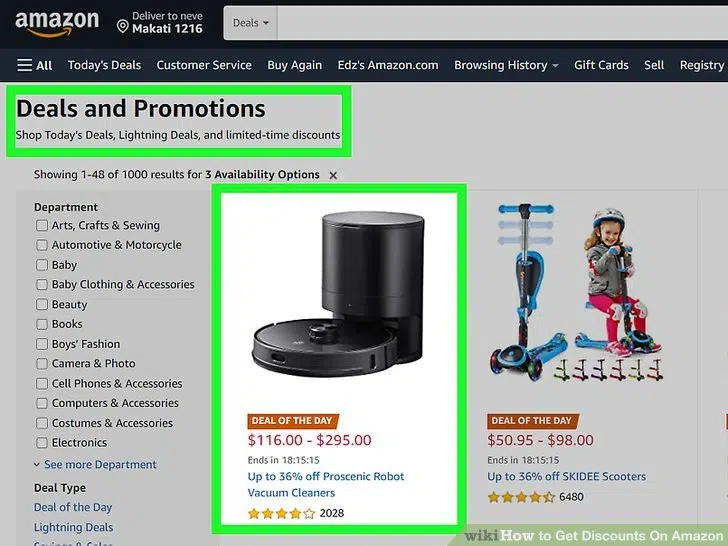 amazon
Deliver to neve
Makati 1216
Deals
All Today's Deals Customer Service Buy Again Edz's Amazon.com Browsing History Gift Cards Sell Registry
Deals and Promotions
Shop Today's Deals, Lightning Deals, and limited-time discounts
Showing 1-48 of 1000 results for 3 Availability Options ×
Department
Arts, Crafts & Sewing
Automotive & Motorcycle
Baby
Baby Clothing & Accessories
Beauty
Books
Boys' Fashion
Camera & Photo
Cell Phones & Accessories
Computers & Accessories
Costumes & Accessories
Electronics
See more Department
Deal Type
Deal of the Day
Lightning Deals
DEAL OF THE DAY
$116.00 - $295.00
Ends in 18:15:15
Up to 36% off Proscenic Robot
Vacuum Cleaners
2028
DEAL OF THE DAY
$50.95 - $98.00
Ends in 18:15:15
Up to 36% off SKIDEE Scooters
6480
wikiHow to Get Discounts On Amazon